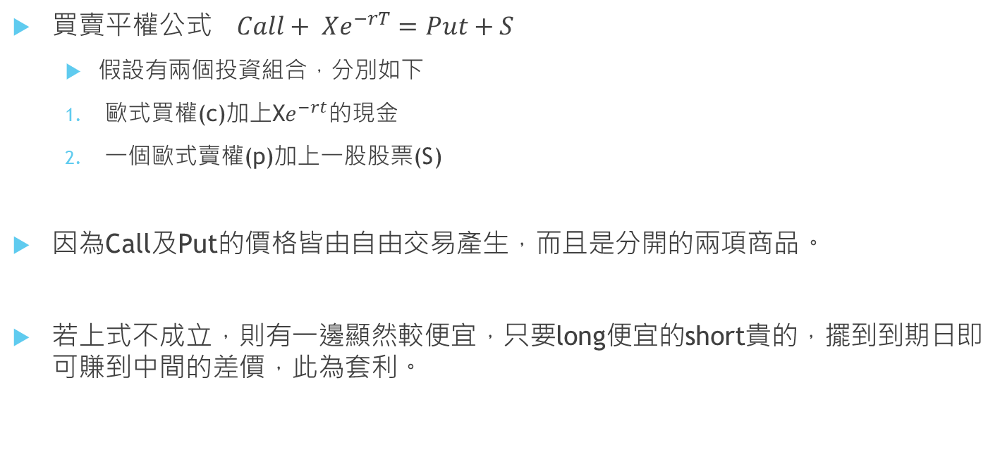 買賣平權公式 Call + Xe^{-rT} = Put + S
假設有兩個投資組合，分別如下
1. 歐式買權(c)加上Xe^{-rt}的現金
2. 一個歐式賣權(p)加上一股股票(S)
因為Call及Put的價格皆由自由交易產生，而且是分開的兩項商品。
若上式不成立，則有一邊顯然較便宜，只要long便宜的short貴的，擺到到期日即
可賺到中間的差價，此為套利。